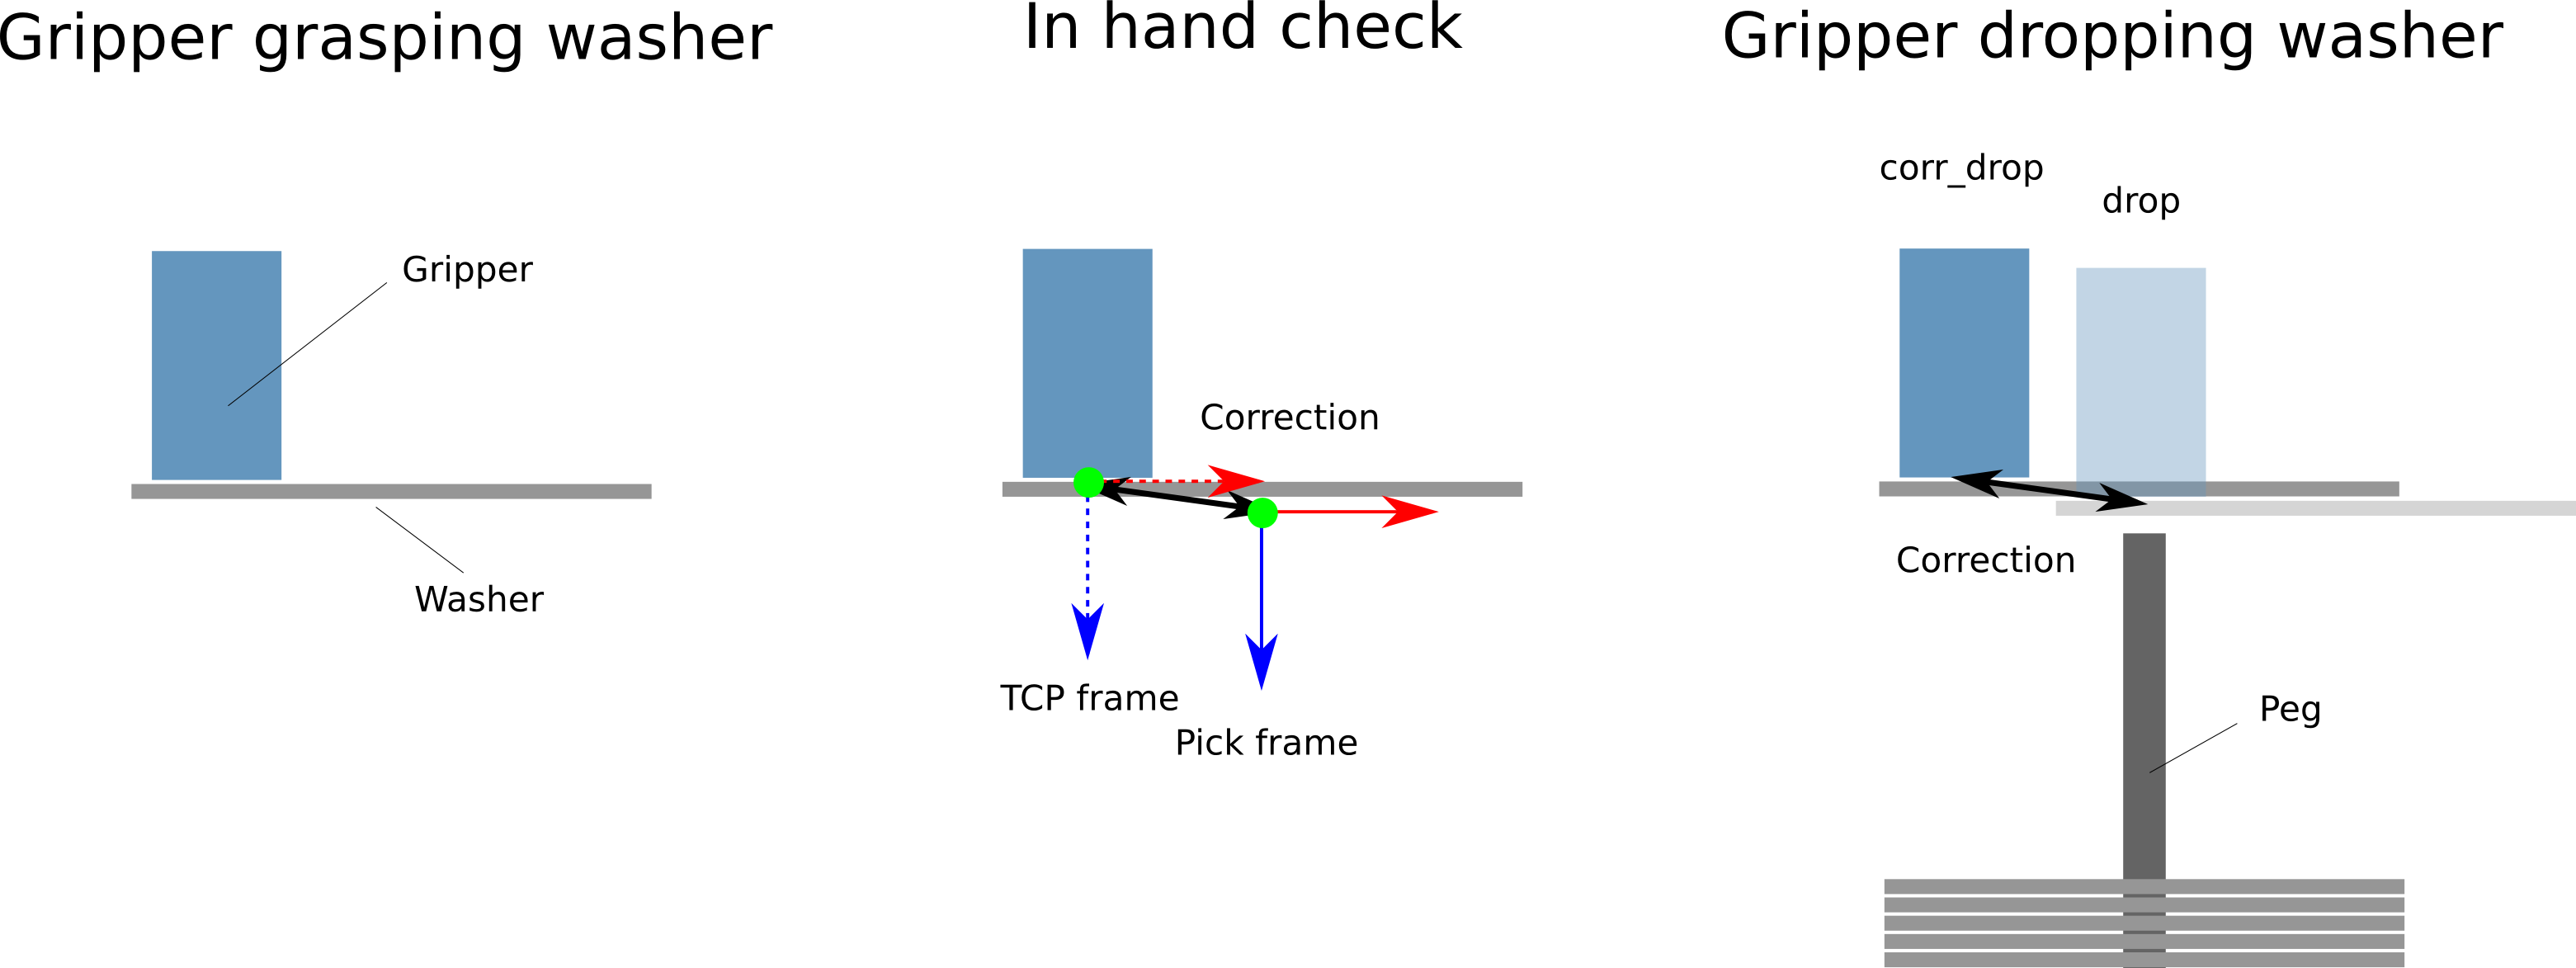 Gripper grasping washer
Gripper
Washer
In hand check
Correction
TCP frame
Pick frame
Gripper dropping washer
corr_drop
drop
Correction
Peg